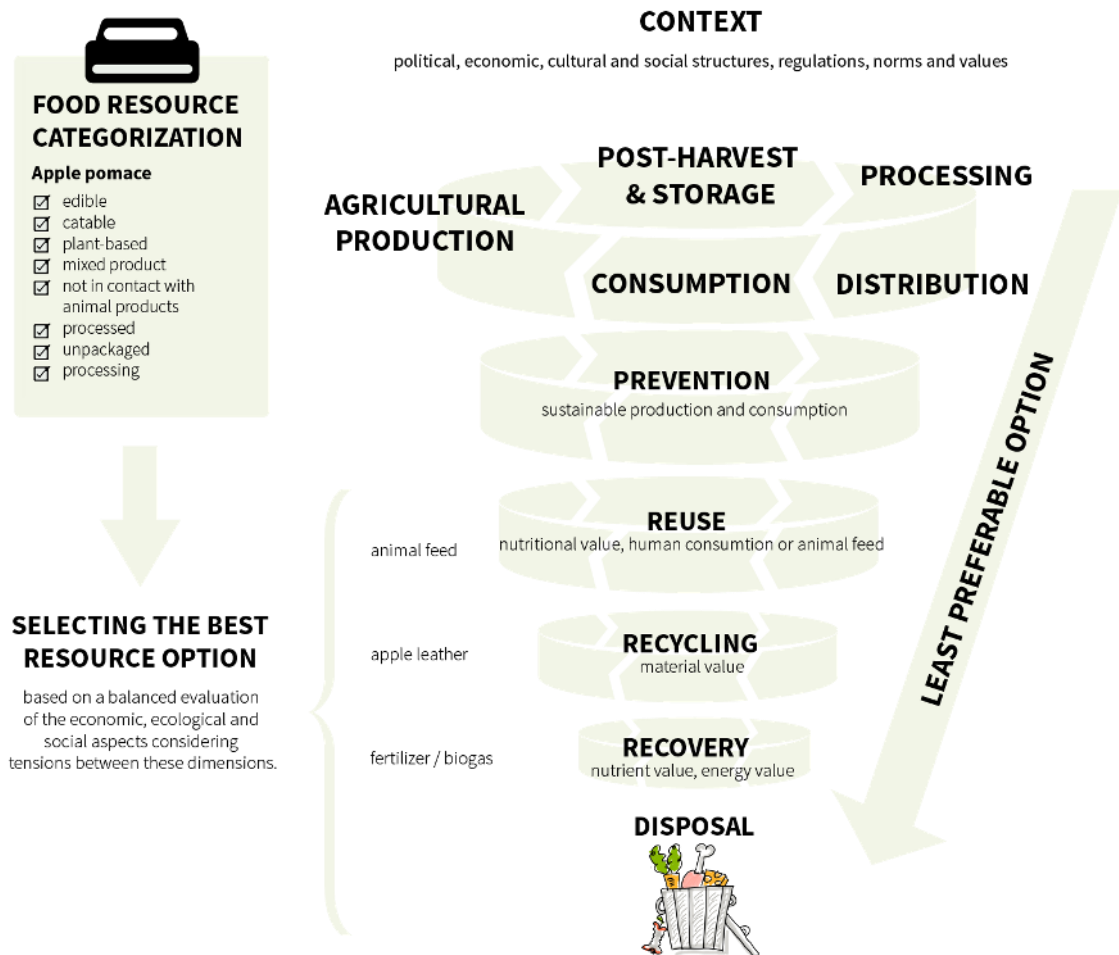 CONTEXT
political, economic, cultural and social structures, regulations, norms and values
FOOD RESOURCE
CATEGORIZATION
Apple pomace
edible
catable
plant-based
mixed product
not in contact with
animal products
processed
unpackaged
processing
AGRICULTURAL
PRODUCTION
POST-HARVEST
& STORAGE
PROCESSING
CONSUMPTION
DISTRIBUTION
PREVENTION
sustainable production and consumption
REUSE
nutritional value, human consumtion or animal feed
RECYCLING
material value
RECOVERY
nutrient value, energy value
DISPOSAL
LEAST PREFERABLE OPTION
SELECTING THE BEST
RESOURCE OPTION
based on a balanced evaluation
of the economic, ecological and
social aspects considering
tensions between these dimensions.
animal feed
apple leather
fertilizer / biogas